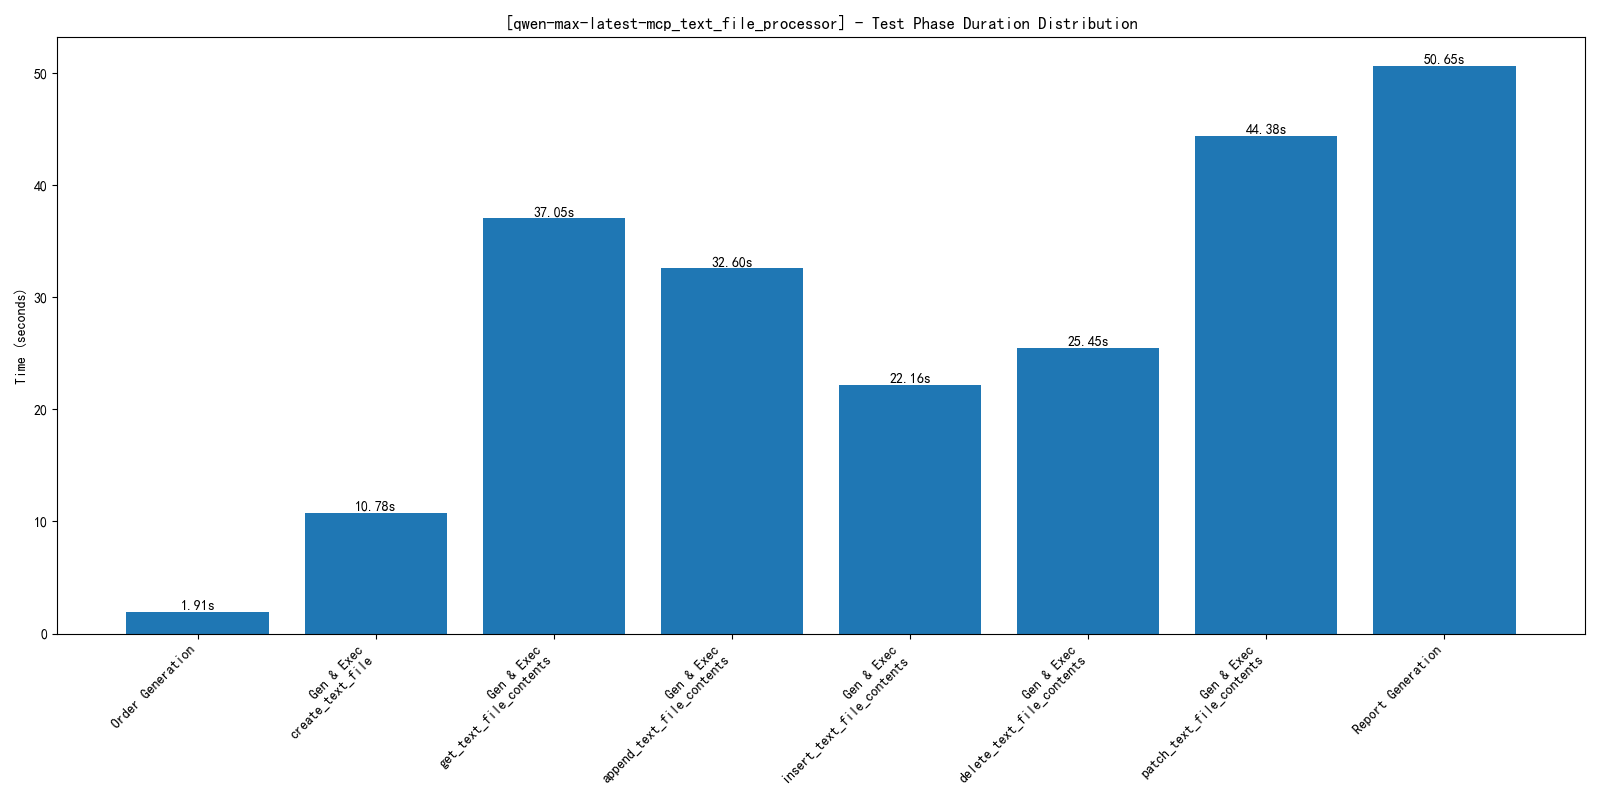 [qwen-max-latest-mcp_text_file_processor] - Test Phase Duration Distribution
Time (seconds)
50
40
30
20
10
0
1.91s
10.78s
37.05s
32.60s
22.16s
25.45s
44.38s
50.65s
Order Generation
Gen & Exec
create_text_file
Gen & Exec
get_text_file_contents
Gen & Exec
append_text_file_contents
Gen & Exec
insert_text_file_contents
Gen & Exec
delete_text_file_contents
Gen & Exec
patch_text_file_contents
Report Generation